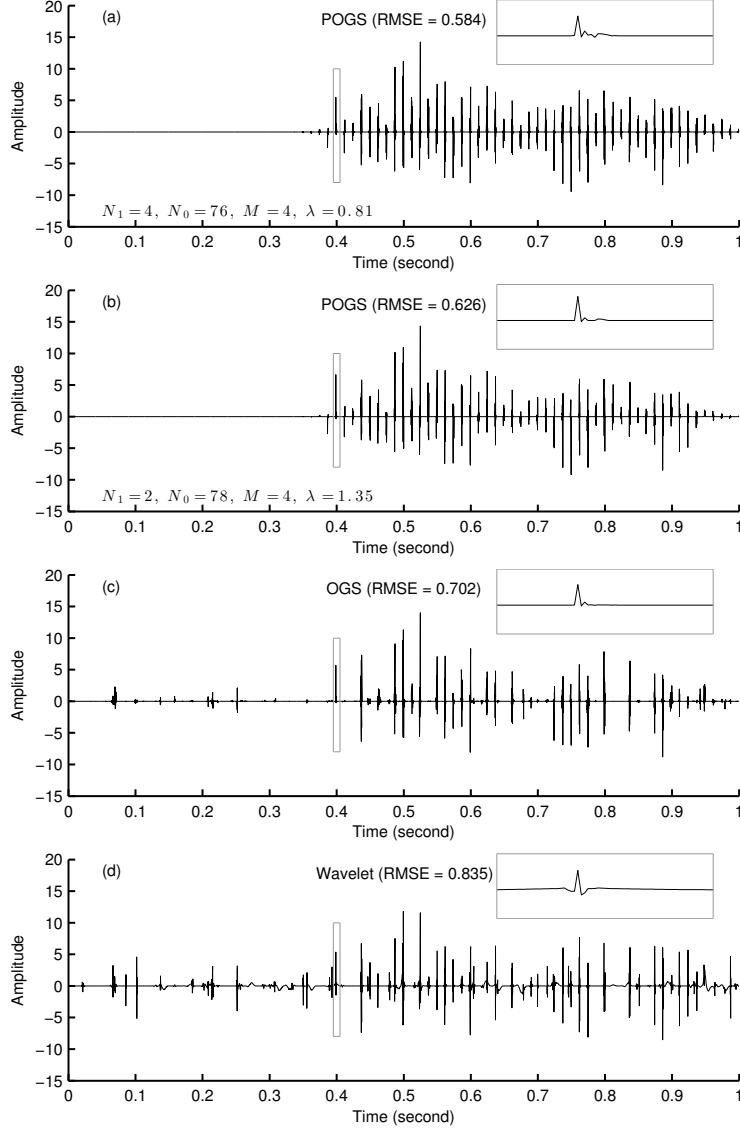 (a)
POGS (RMSE = 0.584)
Amplitude
20
15
10
5
0
−5
−10
−15
N₁ = 4, N₀ = 76, M = 4, λ = 0.81
0 0.1 0.2 0.3 0.4 0.5 0.6 0.7 0.8 0.9 1
Time (second)
(b)
POGS (RMSE = 0.626)
Amplitude
20
15
10
5
0
−5
−10
−15
N₁ = 2, N₀ = 78, M = 4, λ = 1.35
0 0.1 0.2 0.3 0.4 0.5 0.6 0.7 0.8 0.9 1
Time (second)
(c)
OGS (RMSE = 0.702)
Amplitude
20
15
10
5
0
−5
−10
−15
0 0.1 0.2 0.3 0.4 0.5 0.6 0.7 0.8 0.9 1
Time (second)
(d)
Wavelet (RMSE = 0.835)
Amplitude
20
15
10
5
0
−5
−10
−15
0 0.1 0.2 0.3 0.4 0.5 0.6 0.7 0.8 0.9 1
Time (second)